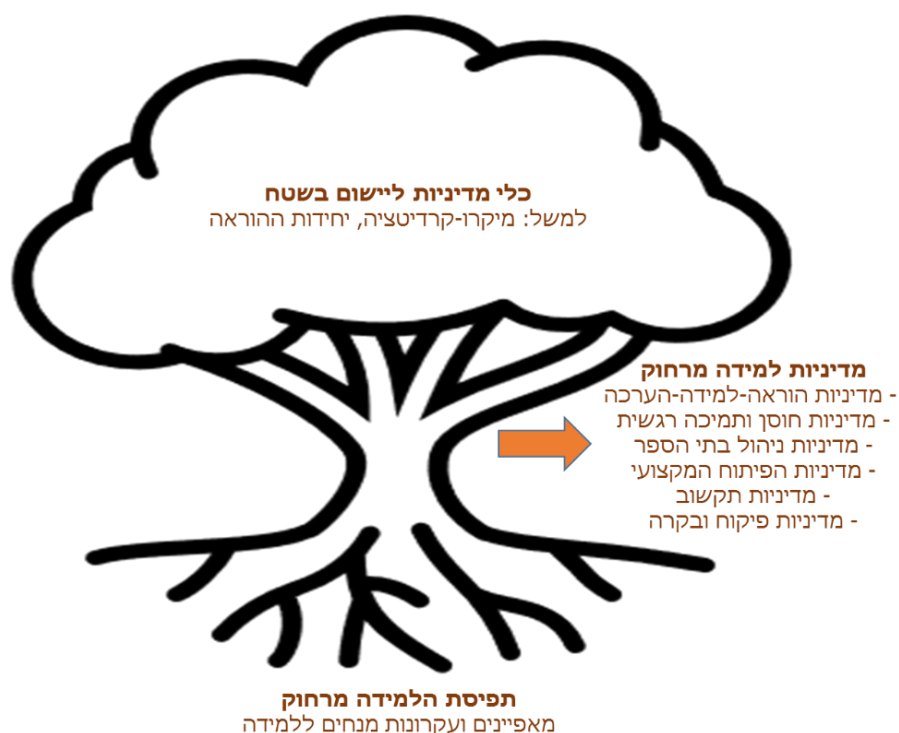 כלי מדיניות ליישום בשטח
למשל: מיקרו-קרדיטציה, יחידות ההוראה
מדיניות למידה מרחוק
- מדיניות הוראה-למידה-הערכה
- מדיניות חוסן ותמיכה רגשית
- מדיניות ניהול בתי הספר
- מדיניות הפיתוח המקצועי
- מדיניות תקשוב
- מדיניות פיקוח ובקרה
תפיסת הלמידה מרחוק
מאפיינים ועקרונות מנחים ללמידה